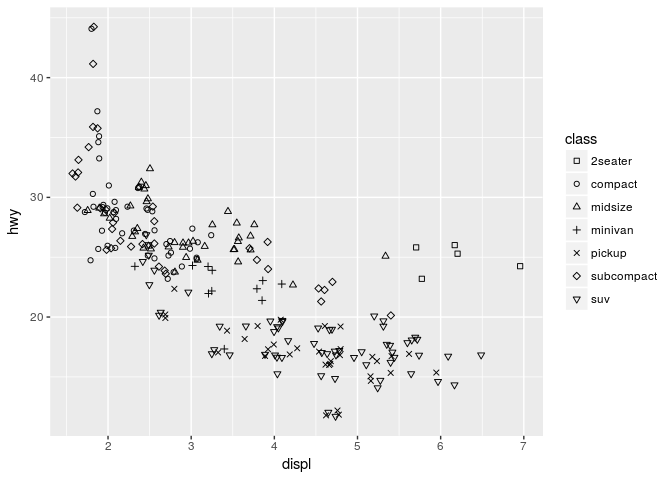 40
30
20
hwy
2
3
4
5
6
7
displ
class
2seater
compact
midsize
minivan
pickup
subcompact
suv